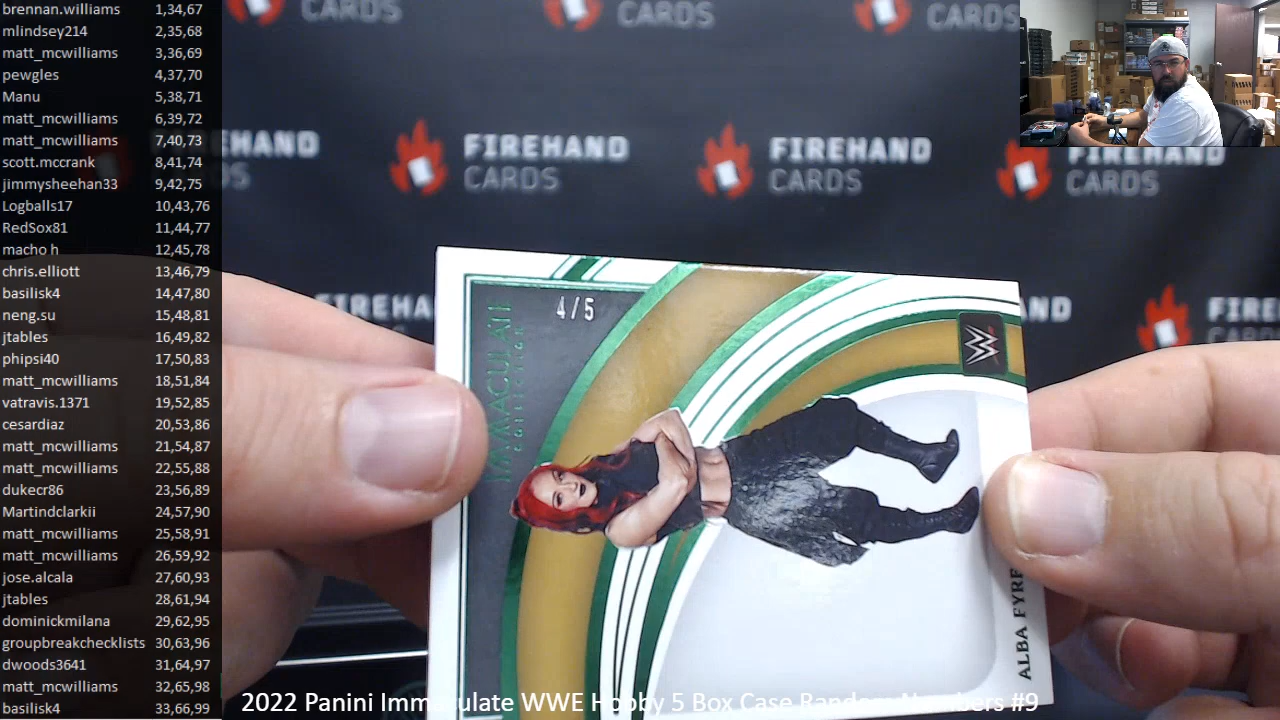 brennan.williams 1,34,67
mlindsey214 2,35,68
matt_mcwilliams 3,36,69
pewgles 4,37,70
Manu 5,38,71
matt_mcwilliams 6,39,72
matt_mcwilliams 7,40,73
scott.mccrank 8,41,74
jimmysheehan33 9,42,75
Logballs17 10,43,76
RedSox81 11,44,77
macho h 12,45,78
chris.elliott 13,46,79
basilisk4 14,47,80
neng.su 15,48,81
jtables 16,49,82
phipsi40 17,50,83
matt_mcwilliams 18,51,84
vatravis.1371 19,52,85
cesardiaz 20,53,86
matt_mcwilliams 21,54,87
matt_mcwilliams 22,55,88
dukecr86 23,56,89
Martindclarkii 24,57,90
matt_mcwilliams 25,58,91
matt_mcwilliams 26,59,92
jose.alcala 27,60,93
jtables 28,61,94
dominickmilana 29,62,95
groupbreakchecklists 30,63,96
dwoods3641 31,64,97
matt_mcwilliams 32,65,98
basilisk4 33,66,99
CARDS
FIREHAND
CARDS
FIREHAND
CARDS
FIREHAND
CARDS
FIREHAND
CARDS
4/5
W
ALBA FYRE
2022 Panini Immaculate WWE Hobby 5 Box Case Random Numbers #9